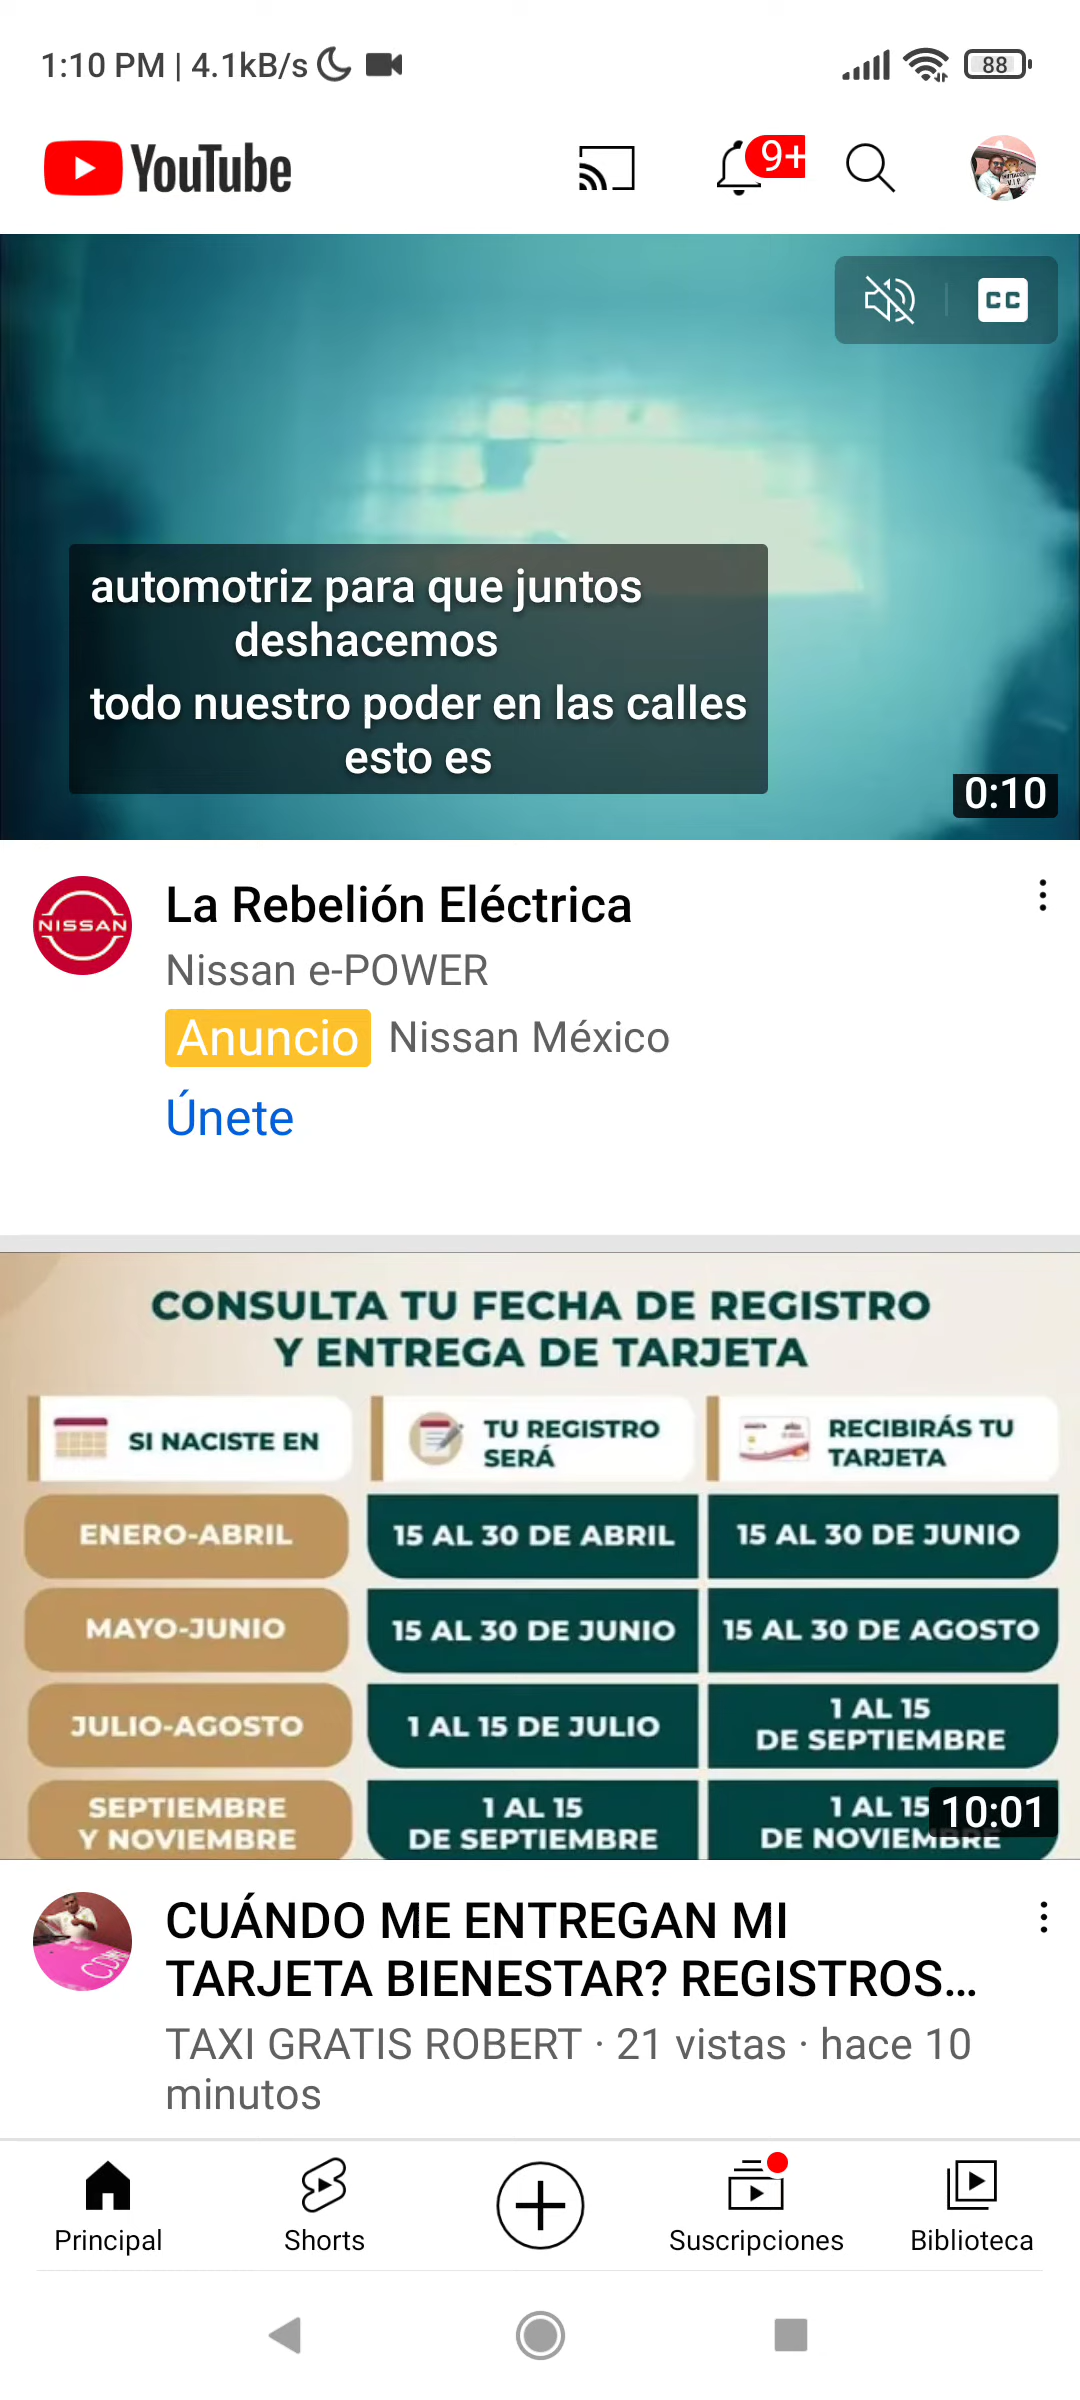 1:10 PM | 4.1kB/s
88
YouTube
9+
CC
automotriz para que juntos
deshacemos
todo nuestro poder en las calles
esto es
0:10
NISSAN
La Rebelión Eléctrica
Nissan e-POWER
Anuncio Nissan México
Únete
CONSULTA TU FECHA DE REGISTRO
Y ENTREGA DE TARJETA
SI NACISTE EN
TU REGISTRO
SERÁ
RECIBIRÁS TU
TARJETA
ENERO-ABRIL
15 AL 30 DE ABRIL
15 AL 30 DE JUNIO
MAYO-JUNIO
15 AL 30 DE JUNIO
15 AL 30 DE AGOSTO
JULIO-AGOSTO
1 AL 15 DE JULIO
1 AL 15
DE SEPTIEMBRE
SEPTIEMBRE
Y NOVIEMBRE
1 AL 15
DE SEPTIEMBRE
1 AL 15
DE NOVIEMBRE
10:01
CUÁNDO ME ENTREGAN MI
TARJETA BIENESTAR? REGISTROS...
TAXI GRATIS ROBERT · 21 vistas · hace 10
minutos
Principal
Shorts
Suscripciones
Biblioteca